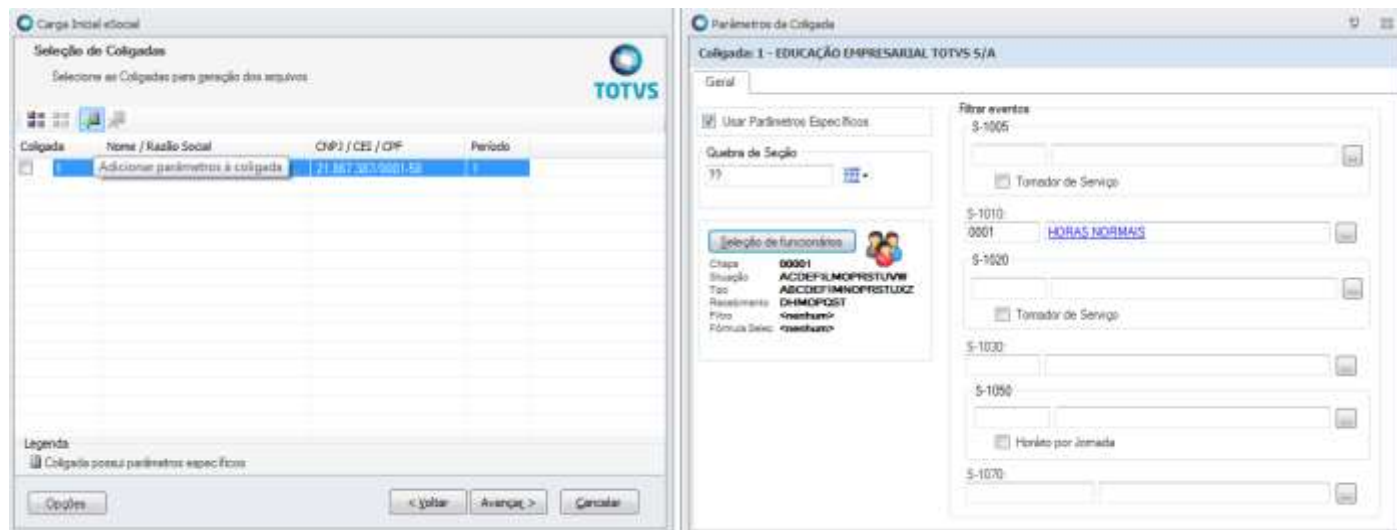 Carga Inicial eSocial
Seleção de Coligadas
Selecione as Coligadas para geração dos arquivos
TOTVS
Coligada Nome / Razão Social CNPJ / CEI / CPF Período
1 Adicionar parâmetros à coligada 1
Legenda
Coligada possui parâmetros específicos
Opções < Voltar Avançar > Cancelar
Parâmetros da Coligada
Coligada: 1 - EDUCAÇÃO EMPRESARIAL TOTVS S/A
Geral
Usar Parâmetros Específicos
Quebra de Seção
??
Seleção de funcionários
Chapa 00001
Situação ACDEFILMOPRSTUVW
Tipo ABCDEFIMNOPRSTUXZ
Recebimento DHMOPQST
Filtro <nenhum>
Fórmula Selec <nenhum>
Filtrar eventos
S-1005
...
Tomador de Serviço
S-1010:
0001 HORAS NORMAIS ...
S-1020
...
Tomador de Serviço
S-1030:
...
S-1050
...
Horário por Jornada
S-1070:
...